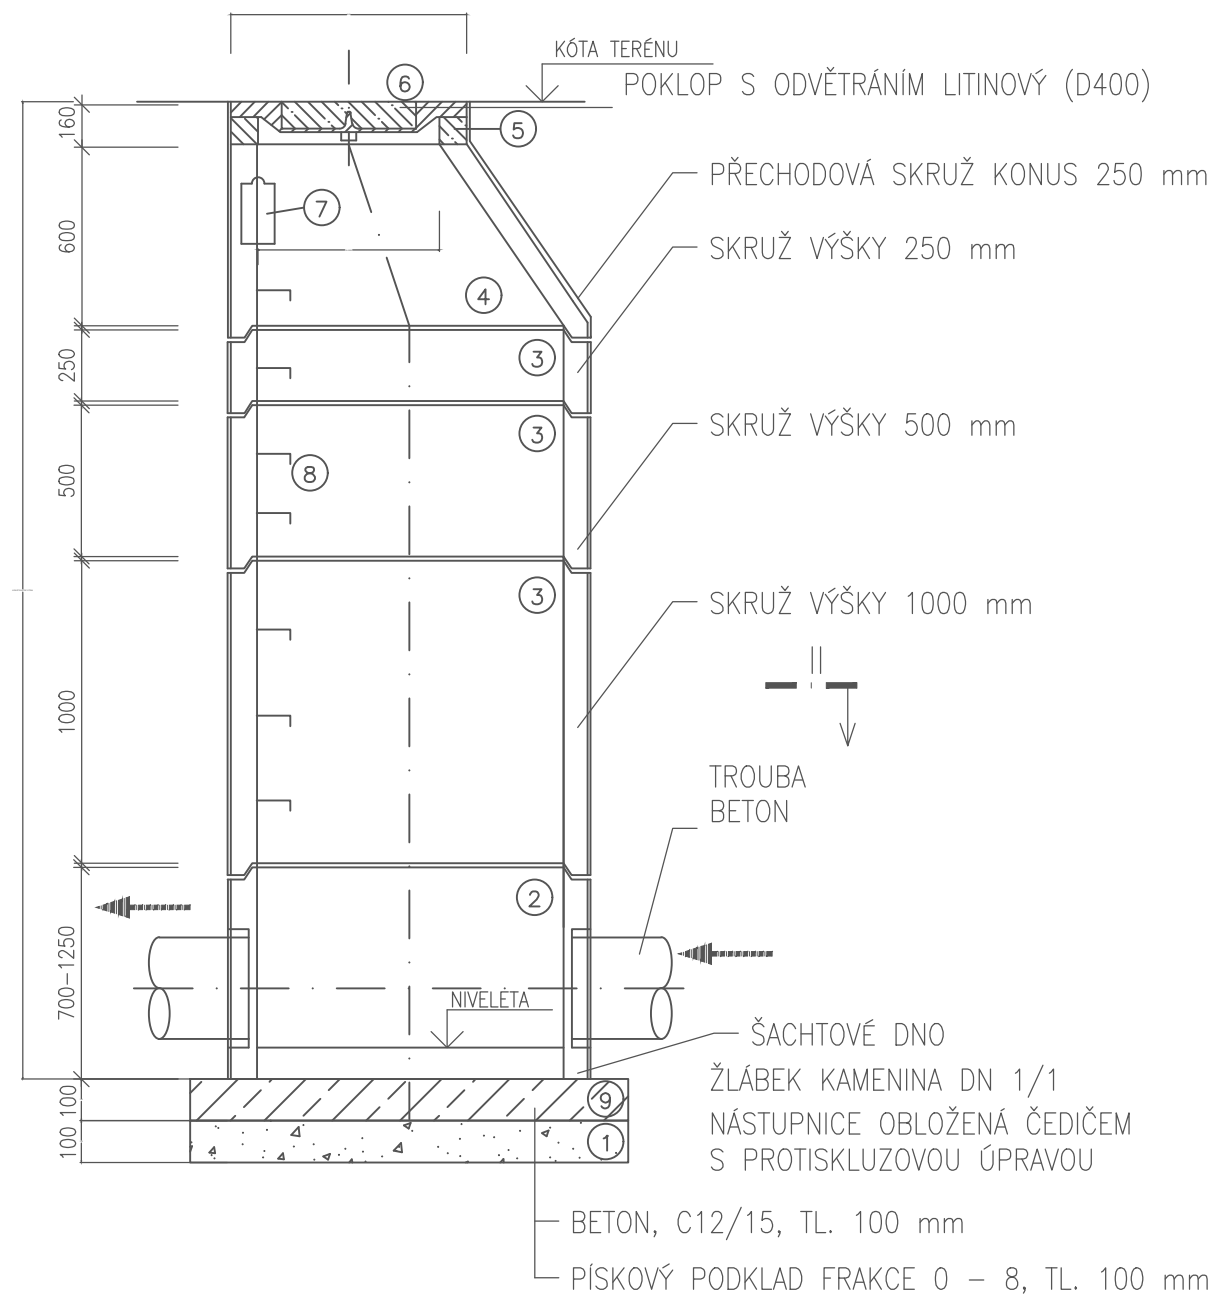 KÓTA TERÉNU
POKLOP S ODVĚTRÁNÍM LITINOVÝ (D400)
6
5
160
PŘECHODOVÁ SKRUŽ KONUS 250 mm
7
600
SKRUŽ VÝŠKY 250 mm
4
3
250
SKRUŽ VÝŠKY 500 mm
3
8
500
3
SKRUŽ VÝŠKY 1000 mm
II
1000
TROUBA
BETON
2
700-1250
NIVELETA
ŠACHTOVÉ DNO
ŽLÁBEK KAMENINA DN 1/1
9
100
NÁSTUPNICE OBLOŽENÁ ČEDIČEM
S PROTISKLUZOVOU ÚPRAVOU
1
100
BETON, C12/15, TL. 100 mm
PÍSKOVÝ PODKLAD FRAKCE 0 - 8, TL. 100 mm